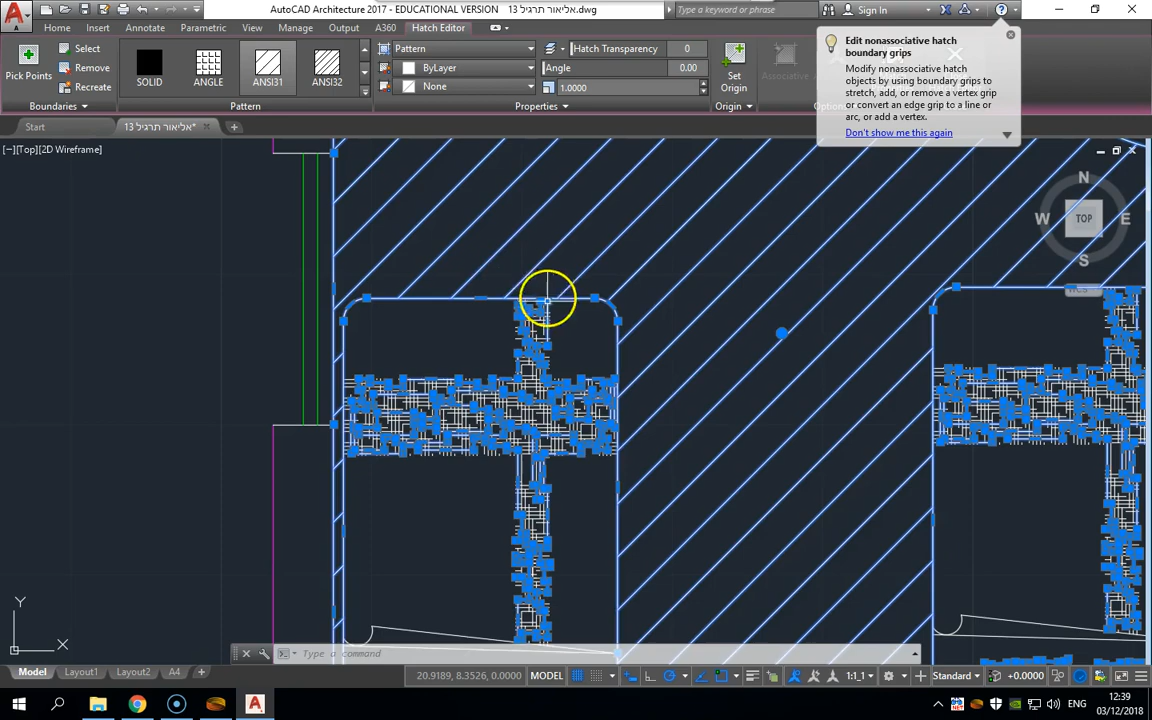 AutoCAD Architecture 2017 - EDUCATIONAL VERSION אליאור תרגיל 13.dwg
Type a keyword or phrase
Sign In
Home Insert Annotate Parametric View Manage Output A360 Hatch Editor
Pick Points
Select
Remove
Recreate
Boundaries
SOLID ANGLE ANSI31 ANSI32
Pattern
Pattern
ByLayer
None
Hatch Transparency 0
Angle 0.00
1.0000
Properties
Set Origin
Origin
Associative
Edit nonassociative hatch
boundary grips
Modify nonassociative hatch
objects by using boundary grips to
stretch, add, or remove a vertex grip
or convert an edge grip to a line or
arc, or add a vertex.
Don't show me this again
Start
אליאור תרגיל 13*
[−][Top][2D Wireframe]
N
W TOP E
S
Y
X
Type a command
Model Layout1 Layout2 A4
20.9189, 8.3526, 0.0000 MODEL 1:1 Standard +0.0000
ENG 12:39
03/12/2018